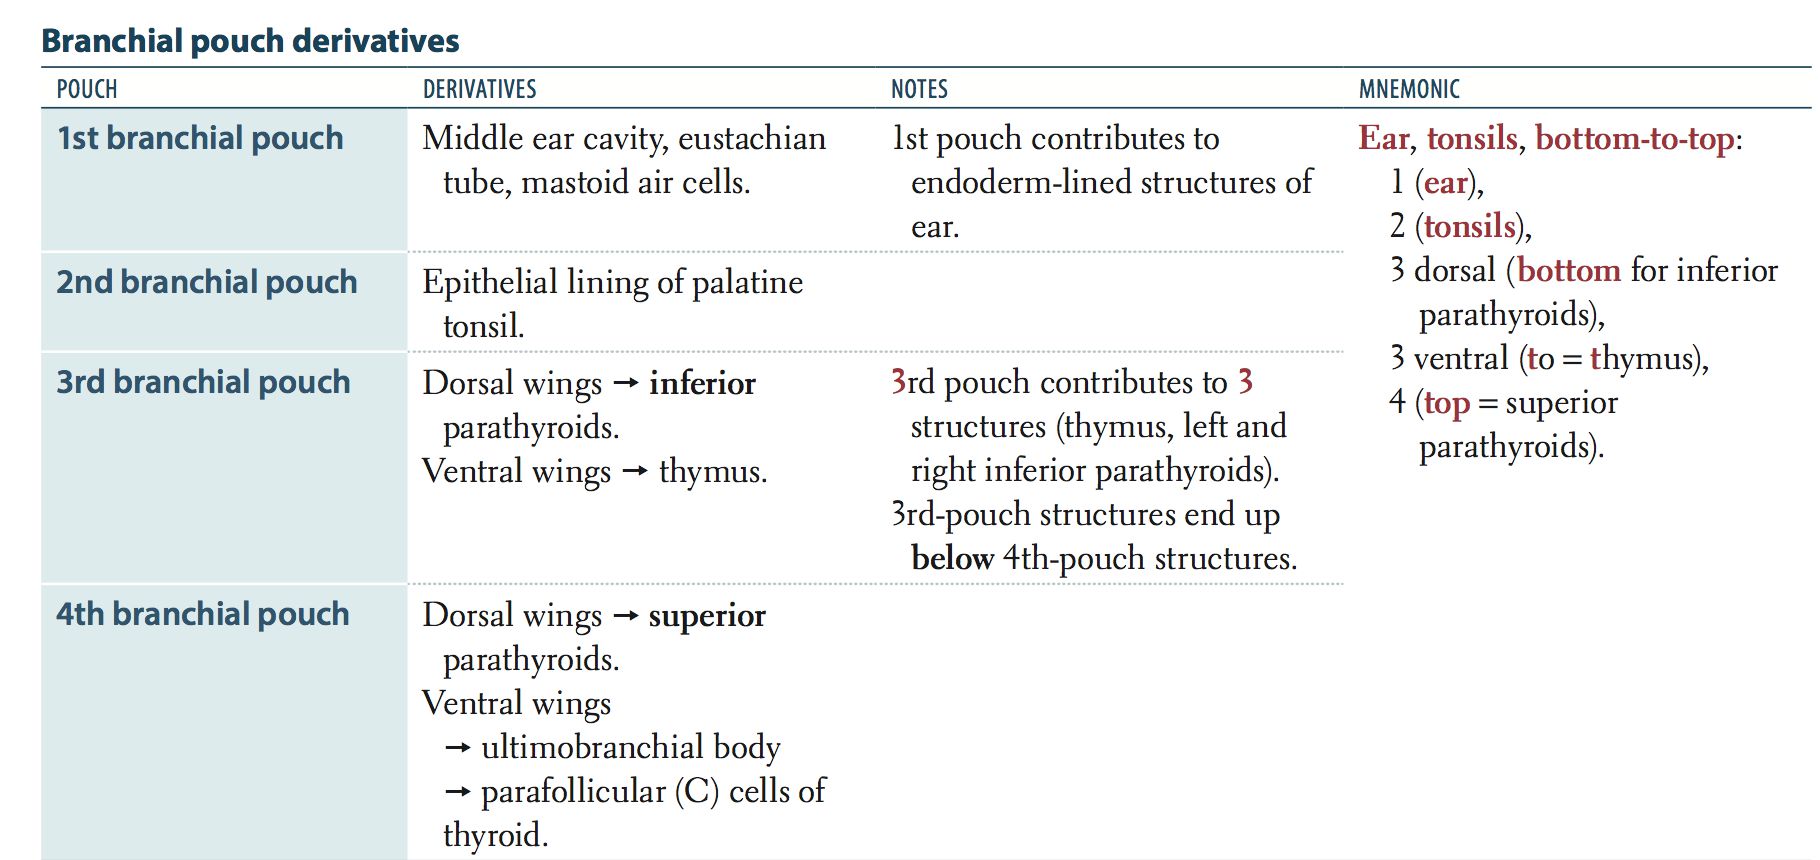 Branchial pouch derivatives
POUCH DERIVATIVES NOTES MNEMONIC
1st branchial pouch
Middle ear cavity, eustachian
tube, mastoid air cells.
1st pouch contributes to
endoderm-lined structures of
ear.
Ear, tonsils, bottom-to-top:
1 (ear),
2 (tonsils),
3 dorsal (bottom for inferior
parathyroids),
3 ventral (to = thymus),
4 (top = superior
parathyroids).
2nd branchial pouch
Epithelial lining of palatine
tonsil.
3rd branchial pouch
Dorsal wings → inferior
parathyroids.
Ventral wings → thymus.
3rd pouch contributes to 3
structures (thymus, left and
right inferior parathyroids).
3rd-pouch structures end up
below 4th-pouch structures.
4th branchial pouch
Dorsal wings → superior
parathyroids.
Ventral wings
→ ultimobranchial body
→ parafollicular (C) cells of
thyroid.